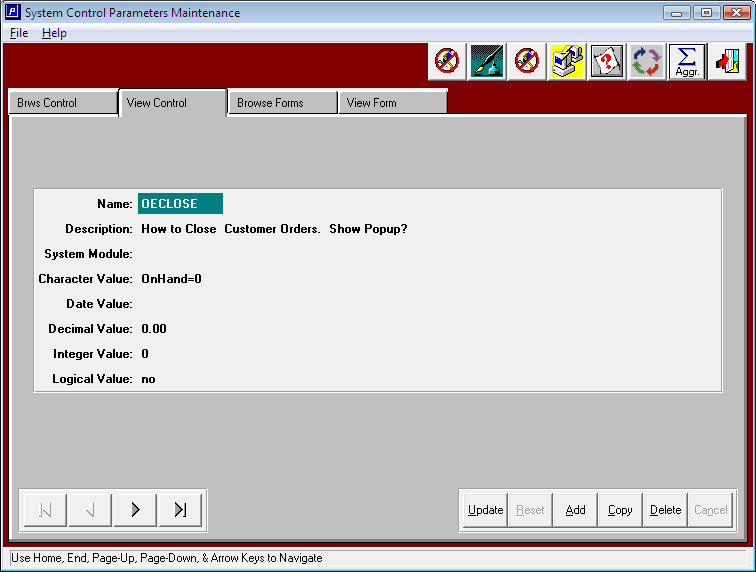 System Control Parameters Maintenance
File Help
Σ
Aggr.
Brws Control View Control Browse Forms View Form
Name: OECLOSE
Description: How to Close Customer Orders. Show Popup?
System Module:
Character Value: OnHand=0
Date Value:
Decimal Value: 0.00
Integer Value: 0
Logical Value: no
Update Reset Add Copy Delete Cancel
Use Home, End, Page-Up, Page-Down, & Arrow Keys to Navigate